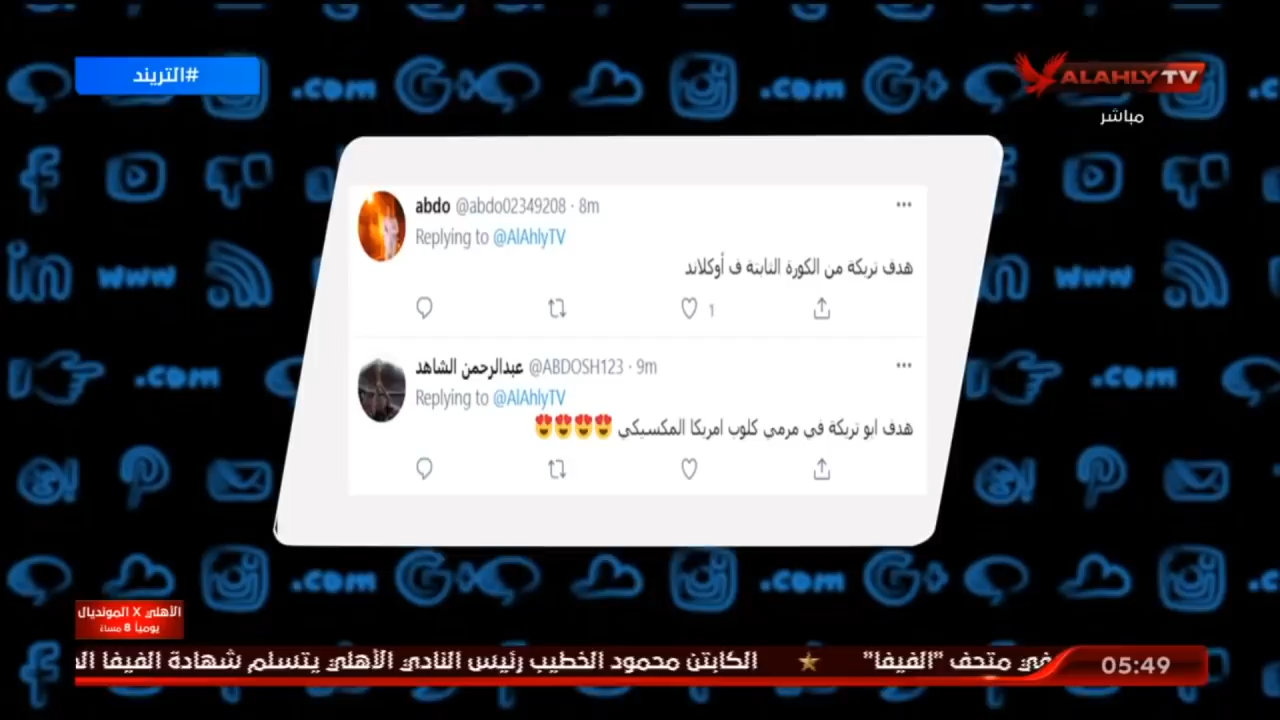 #التريند
ALAHLY TV
مباشر
abdo @abdo02349208 · 8m
Replying to @AlAhlyTV
هدف تريكة من الكورة الثابتة ف أوكلاند
1
عبدالرحمن الشاهد @ABDOSH123 · 9m
Replying to @AlAhlyTV
هدف ابو تريكة في مرمي كلوب امريكا المكسيكي 😍😍😍😍
الأهلي X المونديال
يومياً 8 مساءً
في متحف "الفيفا" ★ الكابتن محمود الخطيب رئيس النادي الأهلي يتسلم شهادة الفيفا
05:49